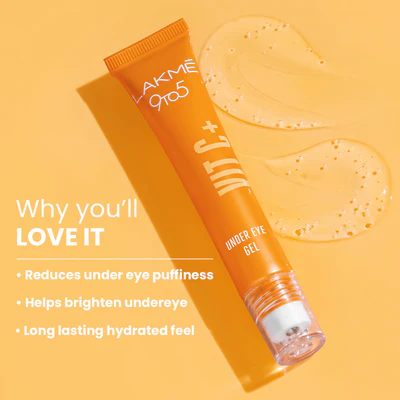 LAKMĒ
9TO5
VIT C+
UNDER EYE
GEL
Why you'll
LOVE IT
• Reduces under eye puffiness
• Helps brighten undereye
• Long lasting hydrated feel